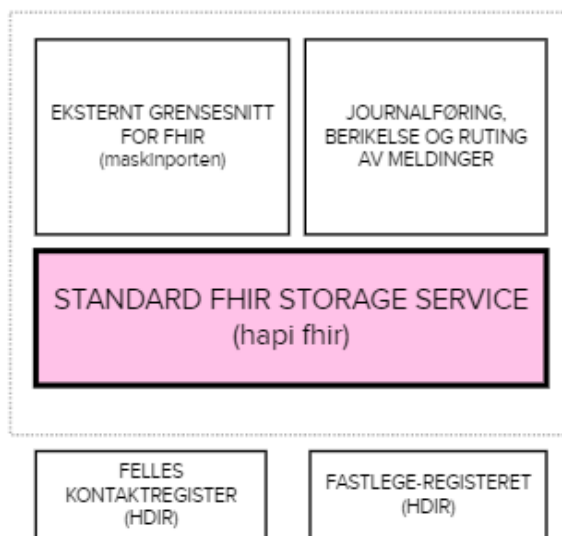 EKSTERNT GRENSESNITT
FOR FHIR
(maskinporten)
JOURNALFØRING,
BERIKELSE OG RUTING
AV MELDINGER
STANDARD FHIR STORAGE SERVICE
(hapi fhir)
FELLES
KONTAKTREGISTER
(HDIR)
FASTLEGE-REGISTERET
(HDIR)